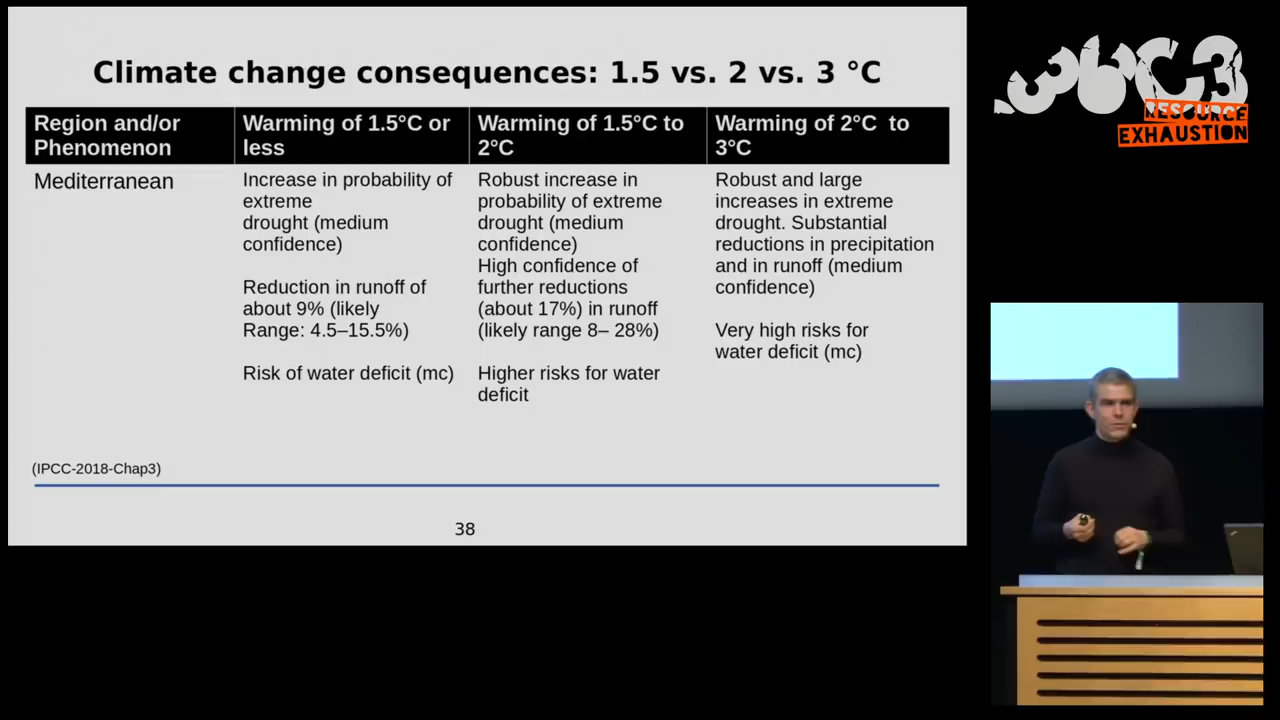 Climate change consequences: 1.5 vs. 2 vs. 3 °C
Region and/or
Phenomenon
Warming of 1.5°C or
less
Warming of 1.5°C to
2°C
Warming of 2°C  to
3°C
Mediterranean
Increase in probability of
extreme
drought (medium
confidence)
Reduction in runoff of
about 9% (likely
Range: 4.5–15.5%)
Risk of water deficit (mc)
Robust increase in
probability of extreme
drought (medium
confidence)
High confidence of
further reductions
(about 17%) in runoff
(likely range 8– 28%)
Higher risks for water
deficit
Robust and large
increases in extreme
drought. Substantial
reductions in precipitation
and in runoff (medium
confidence)
Very high risks for
water deficit (mc)
(IPCC-2018-Chap3)
38
36C3
RESOURCE
EXHAUSTION